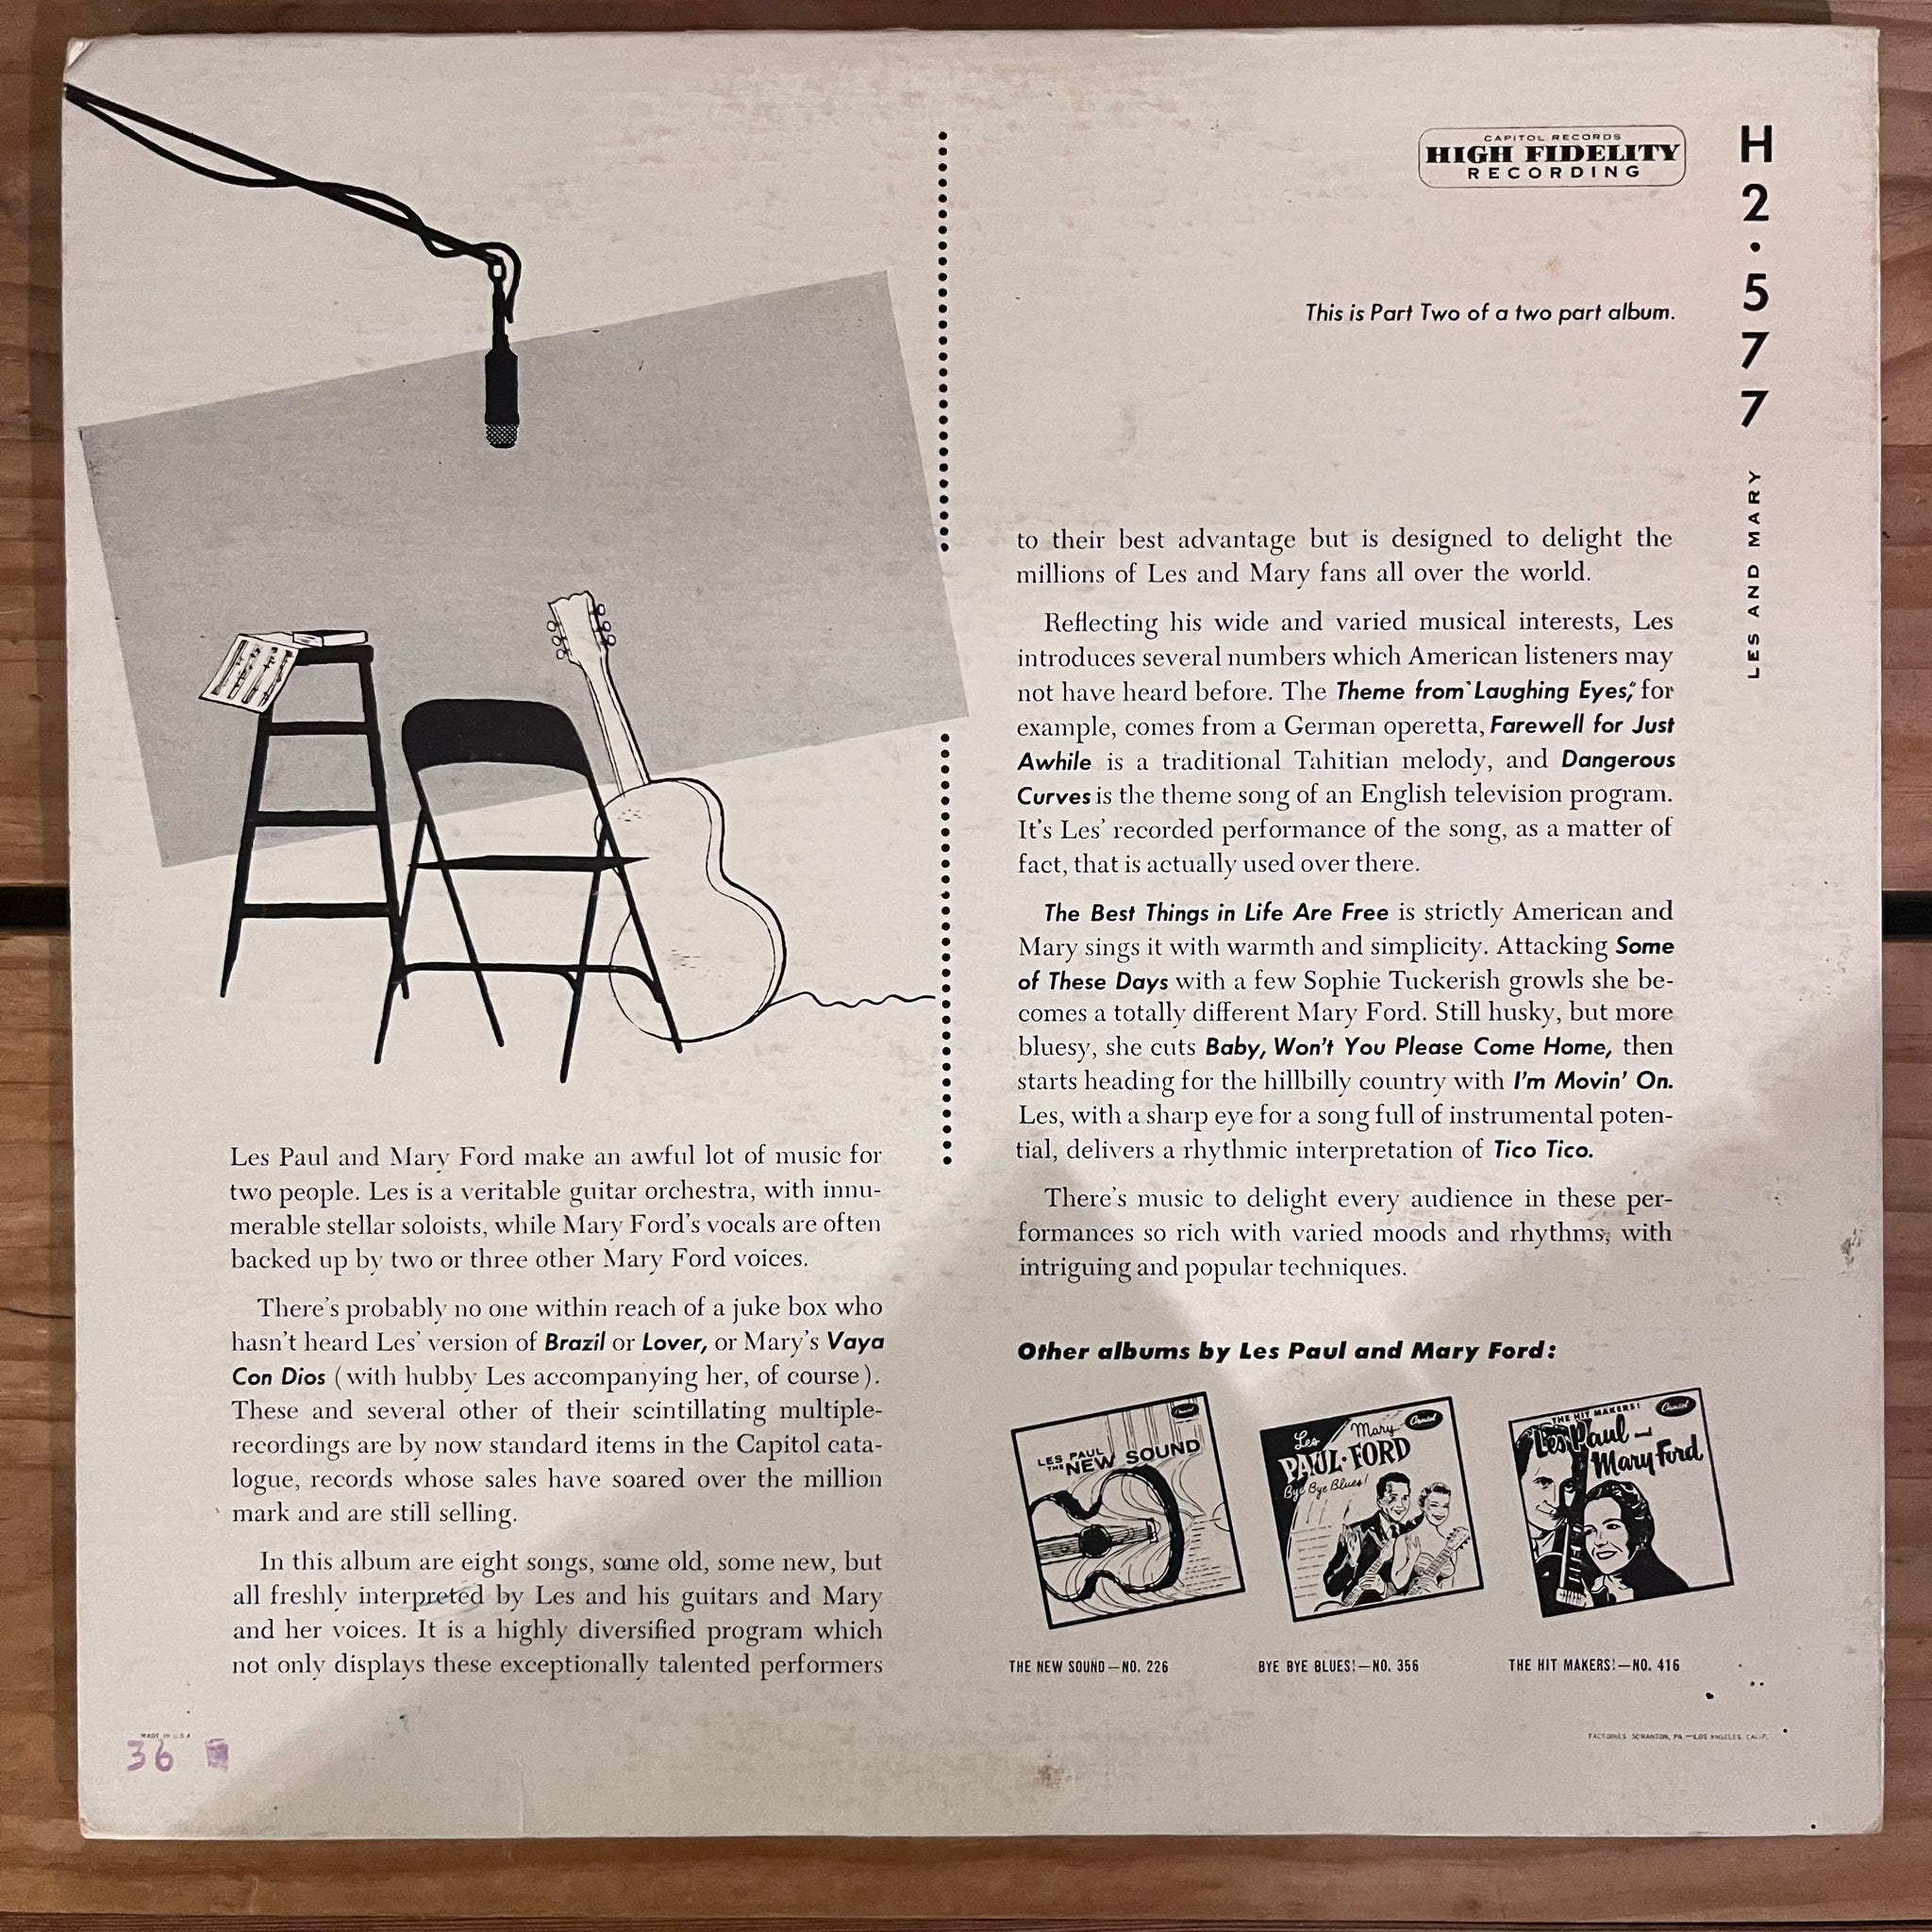 CAPITOL RECORDS
HIGH FIDELITY
RECORDING
H2·577
LES AND MARY
This is Part Two of a two part album.
Les Paul and Mary Ford make an awful lot of music for
two people. Les is a veritable guitar orchestra, with innu-
merable stellar soloists, while Mary Ford's vocals are often
backed up by two or three other Mary Ford voices.
There's probably no one within reach of a juke box who
hasn't heard Les' version of Brazil or Lover, or Mary's Vaya
Con Dios (with hubby Les accompanying her, of course).
These and several other of their scintillating multiple-
recordings are by now standard items in the Capitol cata-
logue, records whose sales have soared over the million
mark and are still selling.
In this album are eight songs, some old, some new, but
all freshly interpreted by Les and his guitars and Mary
and her voices. It is a highly diversified program which
not only displays these exceptionally talented performers
to their best advantage but is designed to delight the
millions of Les and Mary fans all over the world.
Reflecting his wide and varied musical interests, Les
introduces several numbers which American listeners may
not have heard before. The Theme from "Laughing Eyes," for
example, comes from a German operetta, Farewell for Just
Awhile is a traditional Tahitian melody, and Dangerous
Curves is the theme song of an English television program.
It's Les' recorded performance of the song, as a matter of
fact, that is actually used over there.
The Best Things in Life Are Free is strictly American and
Mary sings it with warmth and simplicity. Attacking Some
of These Days with a few Sophie Tuckerish growls she be-
comes a totally different Mary Ford. Still husky, but more
bluesy, she cuts Baby, Won't You Please Come Home, then
starts heading for the hillbilly country with I'm Movin' On.
Les, with a sharp eye for a song full of instrumental poten-
tial, delivers a rhythmic interpretation of Tico Tico.
There's music to delight every audience in these per-
formances so rich with varied moods and rhythms, with
intriguing and popular techniques.
Other albums by Les Paul and Mary Ford:
Capitol
LES PAUL
THE NEW SOUND
Capitol
Les Mary
PAUL·FORD
Bye Bye Blues!
THE HIT MAKERS!
Capitol
Les Paul and
Mary Ford
THE NEW SOUND—NO. 226
BYE BYE BLUES!—NO. 356
THE HIT MAKERS!—NO. 416
MADE IN U.S.A.
36
FACTORIES: SCRANTON, PA.—LOS ANGELES, CALIF.